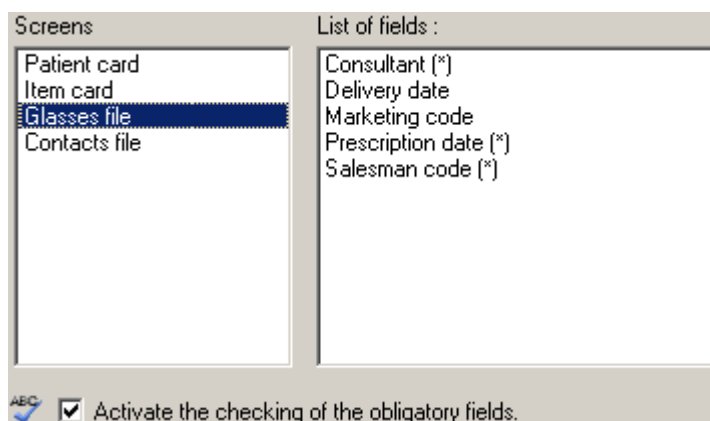 Screens
List of fields :
Patient card
Item card
Glasses file
Contacts file
Consultant (*)
Delivery date
Marketing code
Prescription date (*)
Salesman code (*)
ABC
Activate the checking of the obligatory fields.